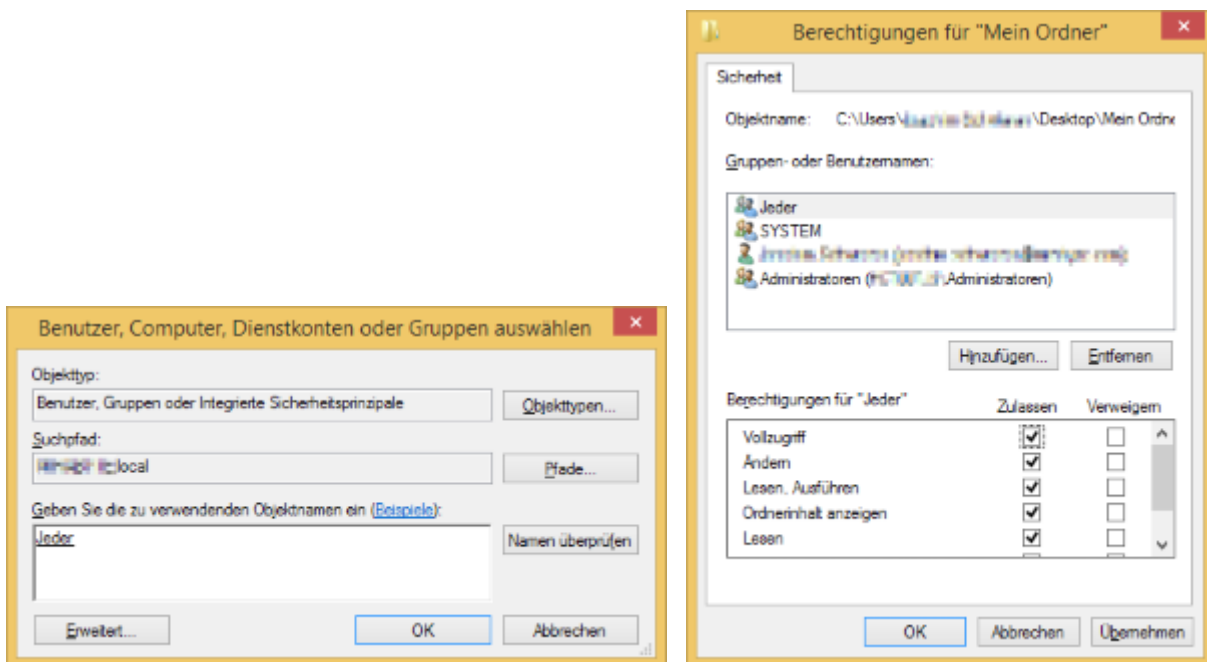 Benutzer, Computer, Dienstkonten oder Gruppen auswählen
Objekttyp:
Benutzer, Gruppen oder Integrierte Sicherheitsprinzipale
Objekttypen...
Suchpfad:
local
Pfade...
Geben Sie die zu verwendenden Objektnamen ein (Beispiele):
Jeder
Namen überprüfen
Erweitert...
OK
Abbrechen
Berechtigungen für "Mein Ordner"
Sicherheit
Objektname: C:\Users\ \Desktop\Mein Ordne
Gruppen- oder Benutzernamen:
Jeder
SYSTEM
Administratoren ( \Administratoren)
Hinzufügen...
Entfernen
Berechtigungen für "Jeder" Zulassen Verweigern
Vollzugriff
Ändern
Lesen, Ausführen
Ordnerinhalt anzeigen
Lesen
OK
Abbrechen
Übernehmen